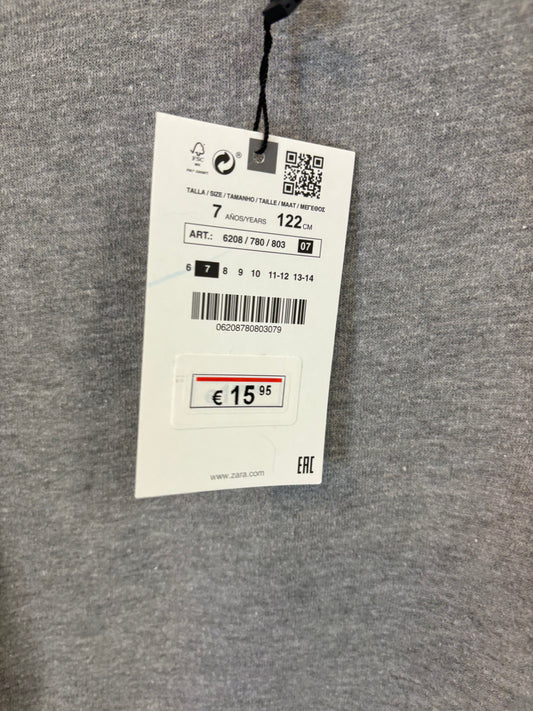 FSC
TALLA / SIZE / TAMANHO / TAILLE / MAAT / ΜΕΓΕΘΟΣ
7 AÑOS/YEARS 122 CM
ART.: 6208 / 780 / 803 07
6 7 8 9 10 11-12 13-14
06208780803079
€ 15 95
www.zara.com
EAC